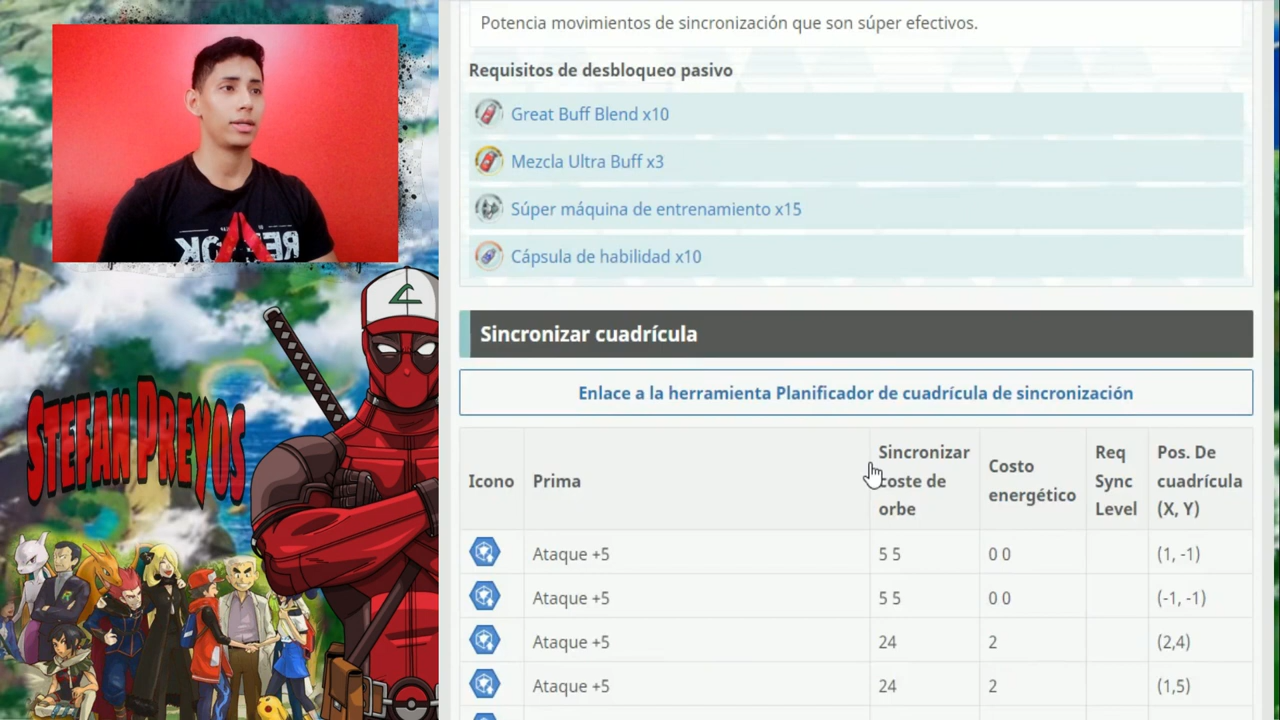 Potencia movimientos de sincronización que son súper efectivos.
Requisitos de desbloqueo pasivo
Great Buff Blend x10
Mezcla Ultra Buff x3
Súper máquina de entrenamiento x15
Cápsula de habilidad x10
Sincronizar cuadrícula
Enlace a la herramienta Planificador de cuadrícula de sincronización
Icono Prima Sincronizar coste de orbe Costo energético Req Sync Level Pos. De cuadrícula (X, Y)
Ataque +5 5 5 0 0 (1, -1)
Ataque +5 5 5 0 0 (-1, -1)
Ataque +5 24 2 (2,4)
Ataque +5 24 2 (1,5)
STEFAN PREYOS